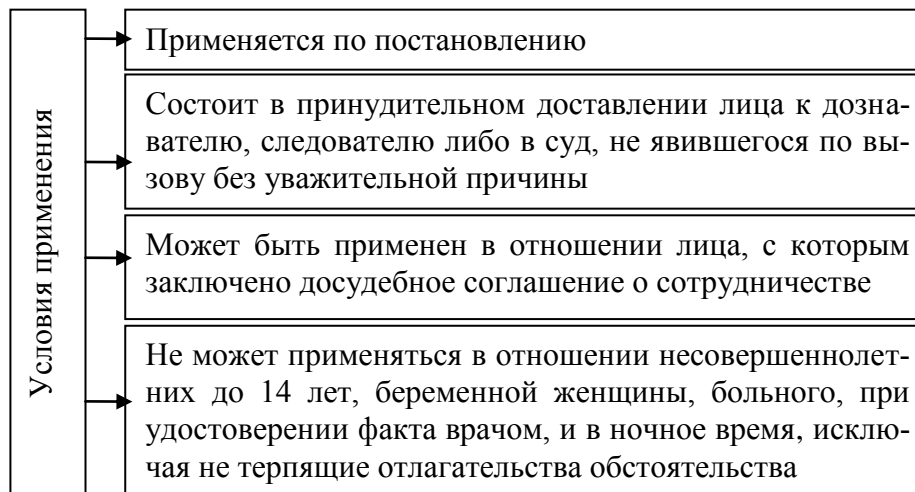 Условия применения
Применяется по постановлению
Состоит в принудительном доставлении лица к дозна-
вателю, следователю либо в суд, не явившегося по вы-
зову без уважительной причины
Может быть применен в отношении лица, с которым
заключено досудебное соглашение о сотрудничестве
Не может применяться в отношении несовершеннолет-
них до 14 лет, беременной женщины, больного, при
удостоверении факта врачом, и в ночное время, исклю-
чая не терпящие отлагательства обстоятельства